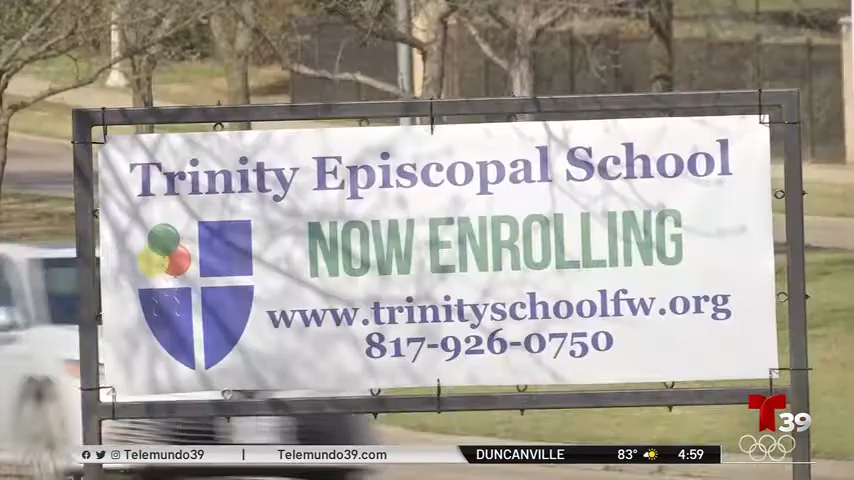 Trinity Episcopal School
NOW ENROLLING
www.trinityschoolfw.org
817-926-0750
T 39
Telemundo39 | Telemundo39.com DUNCANVILLE 83° 4:59